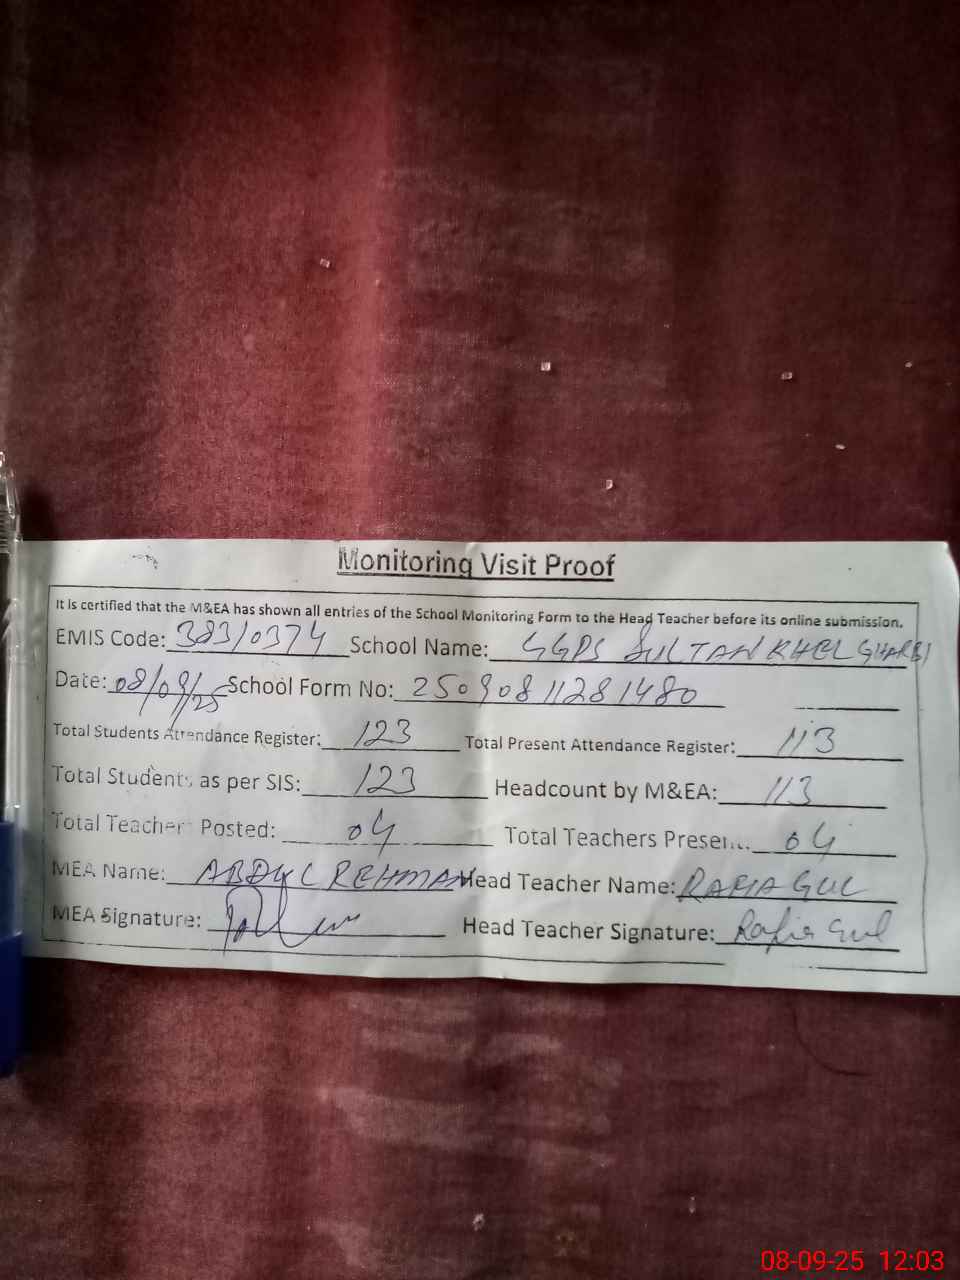 Monitoring Visit Proof
It is certified that the M&EA has shown all entries of the School Monitoring Form to the Head Teacher before its online submission.
EMIS Code: 38310374 School Name: GGPS SULTAN KHEL GHARBI
Date: 08/09/25 School Form No: 250908 11281480
Total Students Attendance Register: 123 Total Present Attendance Register: 113
Total Students as per SIS: 123 Headcount by M&EA: 113
Total Teacher Posted: 04 Total Teachers Present: 04
MEA Name: ABDUL REHMAN Head Teacher Name: RAFIA GUL
MEA Signature: Head Teacher Signature: Rafia Gul
08-09-25 12:03